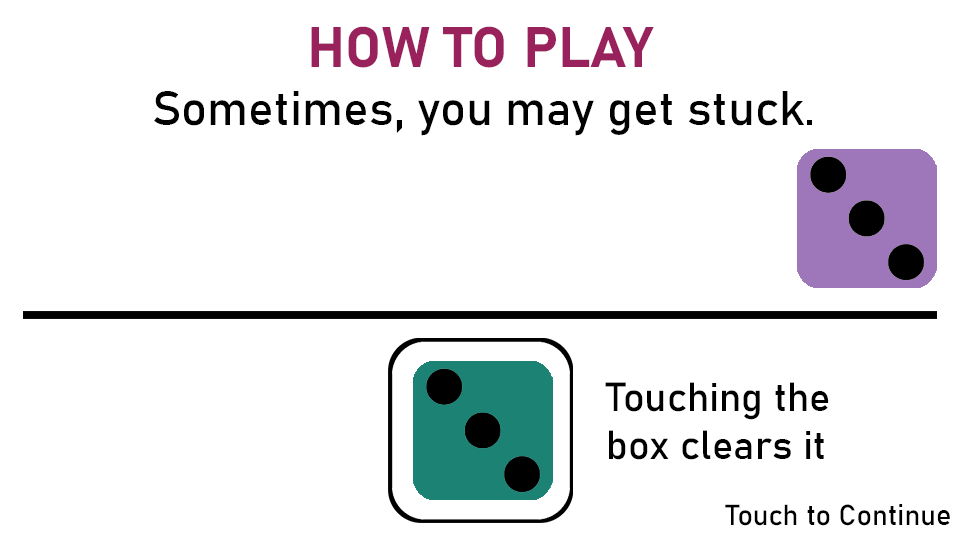 HOW TO PLAY
Sometimes, you may get stuck.
Touching the
box clears it
Touch to Continue